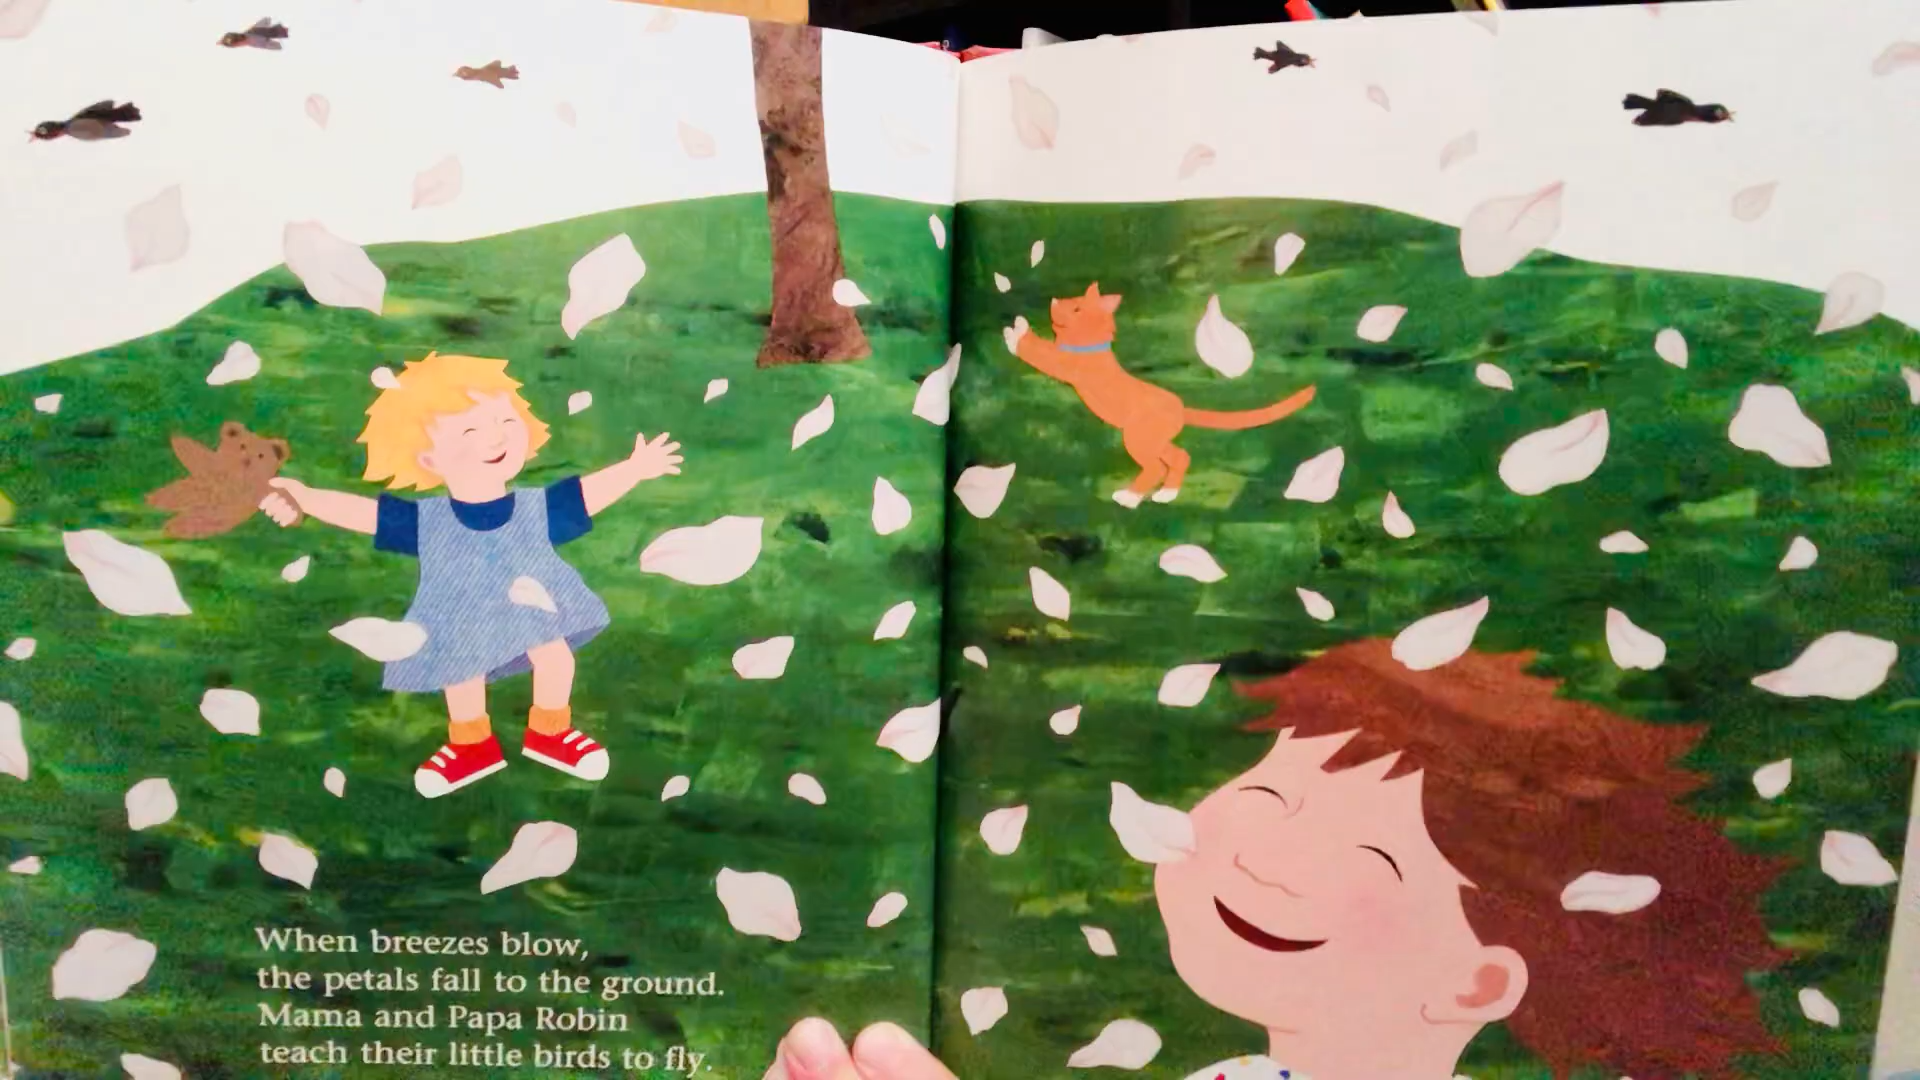 When breezes blow,
the petals fall to the ground.
Mama and Papa Robin
teach their little birds to fly.